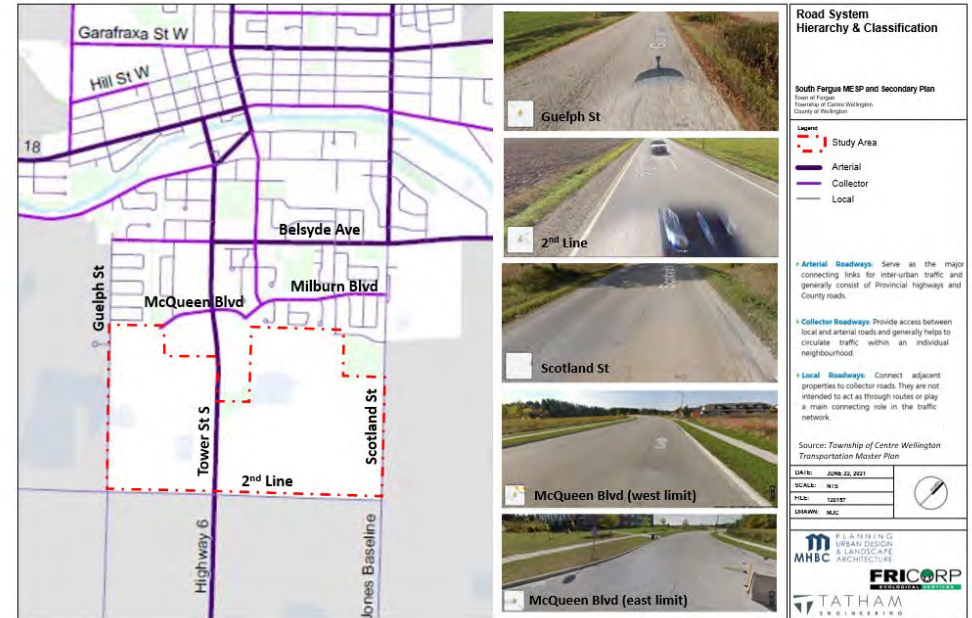 Garafraxa St W
Hill St W
18
Belsyde Ave
Guelph St
McQueen Blvd
Milburn Blvd
Tower St S
Scotland St
2nd Line
Highway 6
Jones Baseline
Guelph St
2nd Line
Scotland St
McQueen Blvd (west limit)
McQueen Blvd (east limit)
Road System
Hierarchy & Classification
South Fergus MESP and Secondary Plan
Town of Fergus
Township of Centre Wellington
County of Wellington
Legend
Study Area
Arterial
Collector
Local
Arterial Roadways: Serve as the major
connecting links for inter-urban traffic and
generally consist of Provincial highways and
County roads.
Collector Roadways: Provide access between
local and arterial roads and generally helps to
circulate traffic within an individual
neighbourhood.
Local Roadways: Connect adjacent
properties to collector roads. They are not
intended to act as through routes or play
a main connecting role in the traffic
network.
Source: Township of Centre Wellington
Transportation Master Plan
DATE: JUNE 22, 2021
SCALE: NTS
FILE: 120157
DRAWN: MJC
MHBC
PLANNING
URBAN DESIGN
& LANDSCAPE
ARCHITECTURE
FRICORP
ECOLOGICAL SERVICES
TATHAM
ENGINEERING